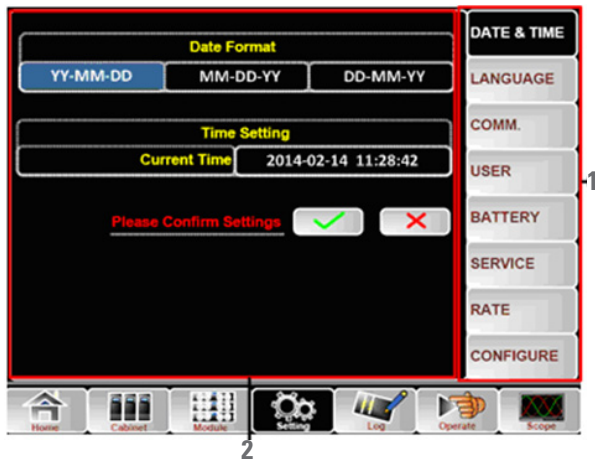 Date Format
YY-MM-DD MM-DD-YY DD-MM-YY
Time Setting
Current Time 2014-02-14 11:28:42
Please Confirm Settings
DATE & TIME
LANGUAGE
COMM.
USER
BATTERY
SERVICE
RATE
CONFIGURE
1
Home Cabinet Module Setting Log Operate Scope
2